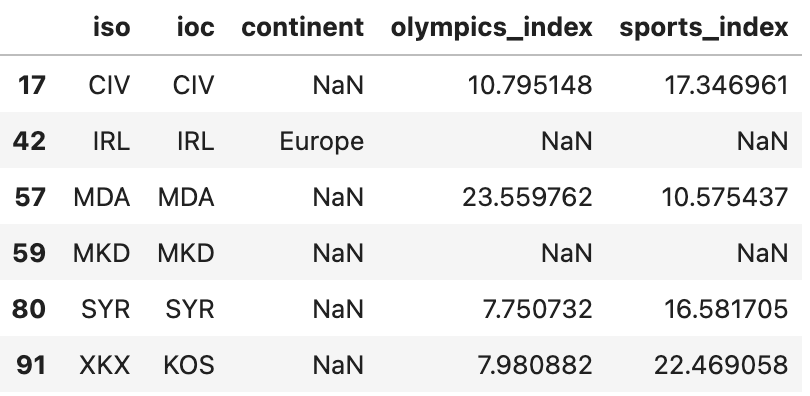 iso ioc continent olympics_index sports_index
17 CIV CIV NaN 10.795148 17.346961
42 IRL IRL Europe NaN NaN
57 MDA MDA NaN 23.559762 10.575437
59 MKD MKD NaN NaN NaN
80 SYR SYR NaN 7.750732 16.581705
91 XKX KOS NaN 7.980882 22.469058